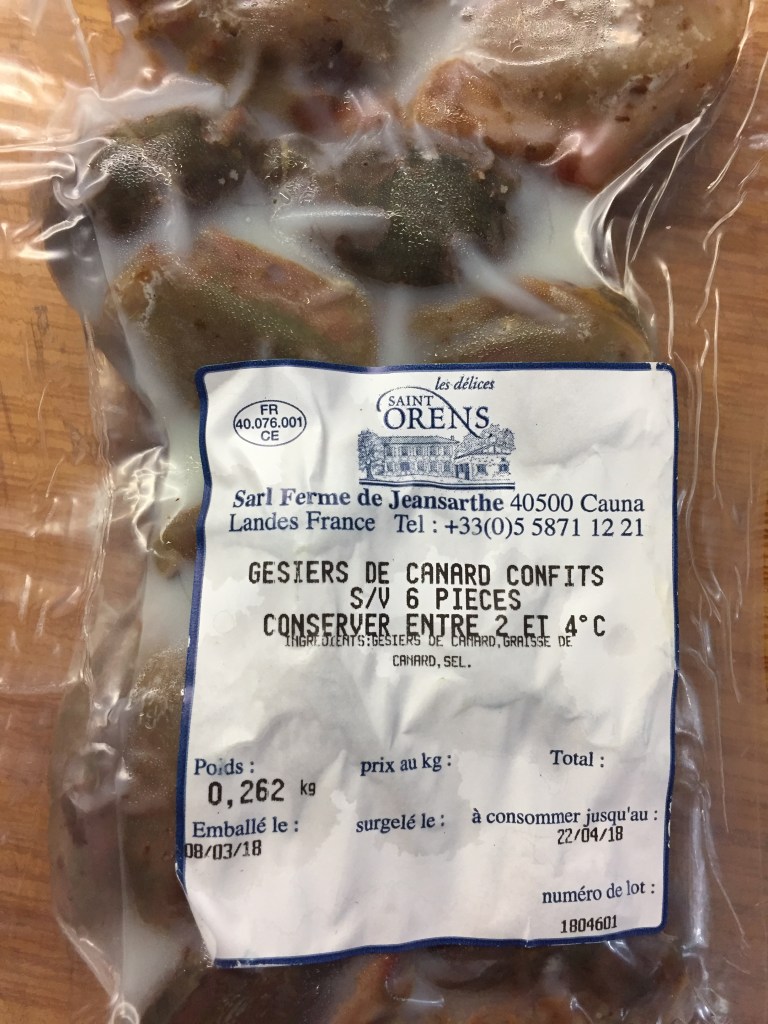 les délices
SAINT
ORENS
FR
40.076.001
CE
Sarl Ferme de Jeansarthe 40500 Cauna
Landes France Tel : +33(0)5 5871 12 21
GESIERS DE CANARD CONFITS
S/V 6 PIECES
CONSERVER ENTRE 2 ET 4°C
INGREDIENTS:GESIERS DE CANARD,GRAISSE DE
CANARD,SEL.
Poids : prix au kg : Total :
0,262 kg
Emballé le : surgelé le : à consommer jusqu'au :
08/03/18 22/04/18
numéro de lot :
1804601